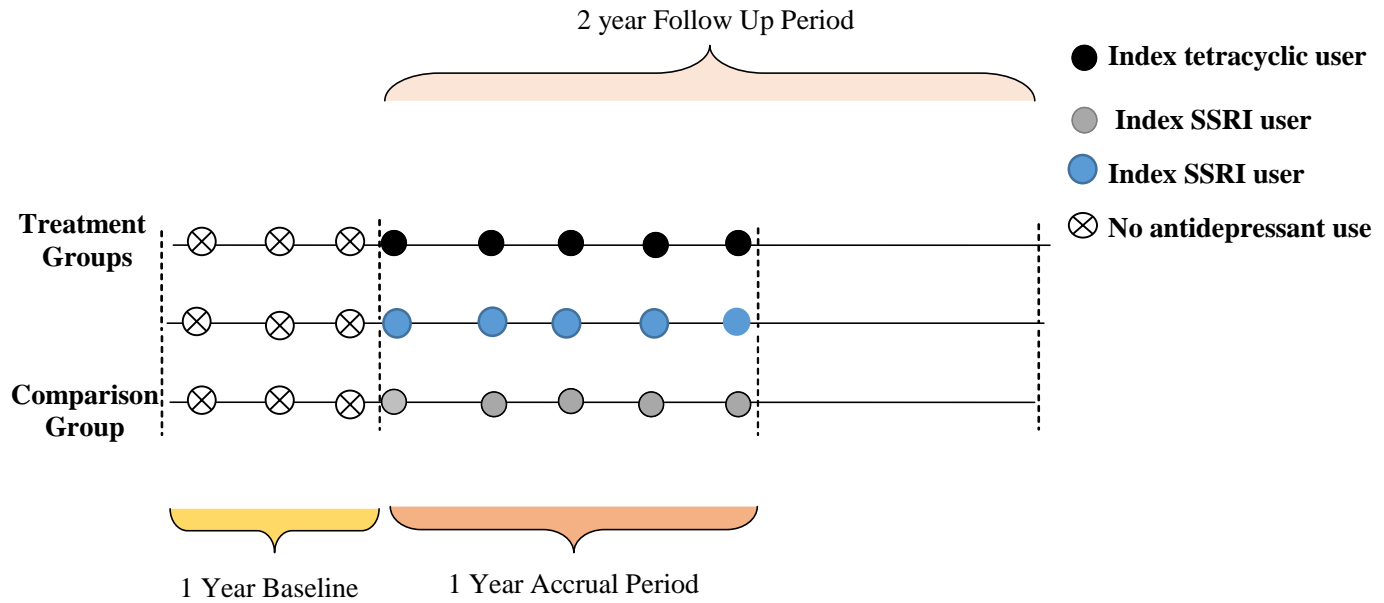 2 year Follow Up Period
Index tetracyclic user
Index SSRI user
Index SSRI user
No antidepressant use
Treatment
Groups
Comparison
Group
1 Year Baseline
1 Year Accrual Period